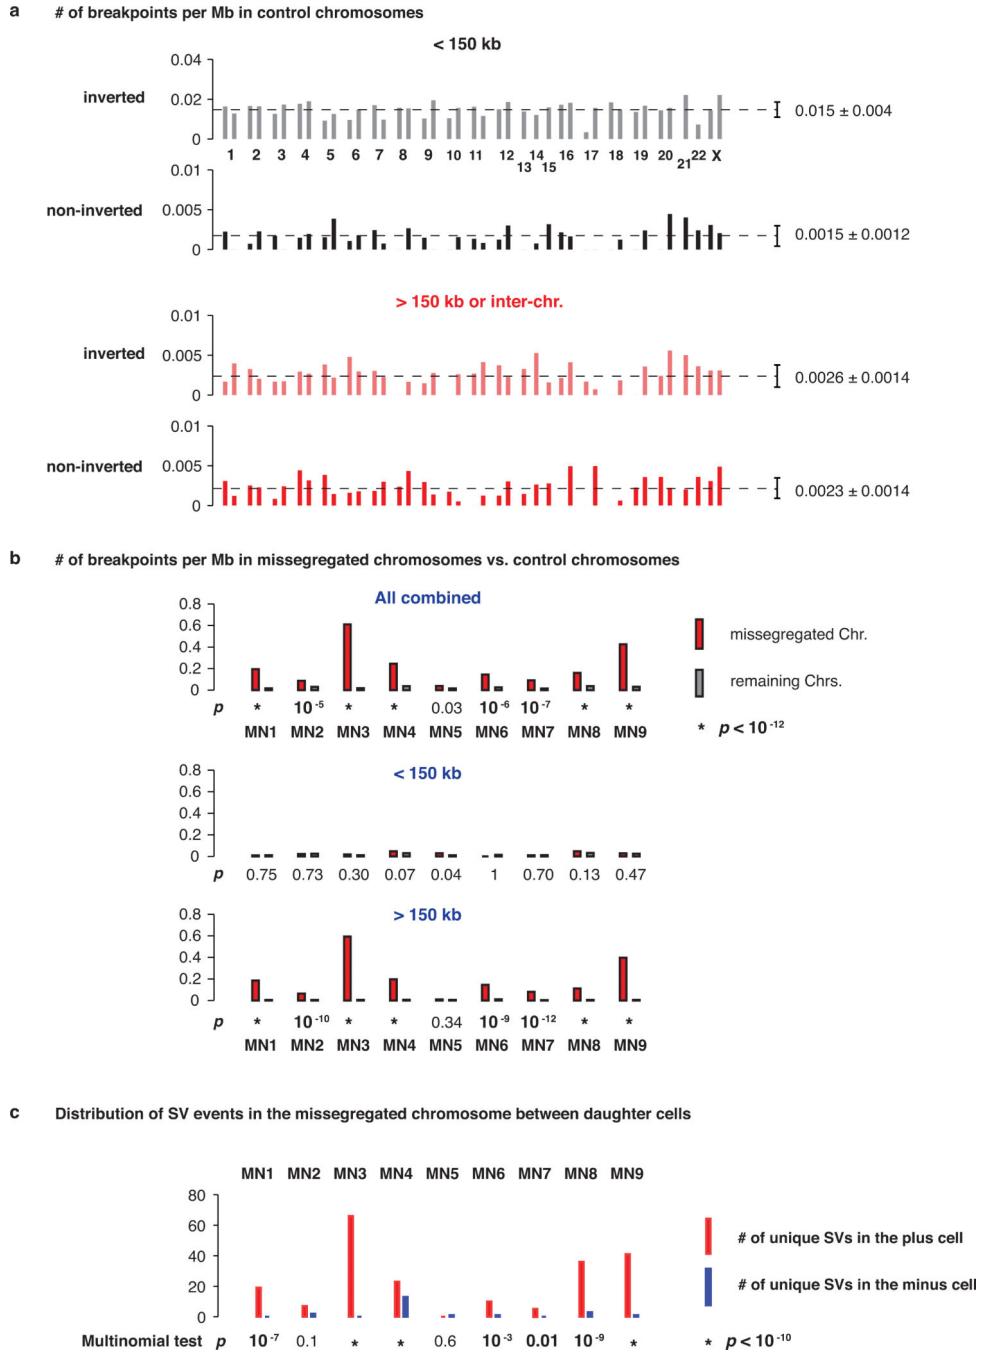 a # of breakpoints per Mb in control chromosomes
< 150 kb
0.04
inverted
0.02
0.015 ± 0.004
0
1 2 3 4 5 6 7 8 9 10 11 12 13 14 15 16 17 18 19 20 21 22 X
0.01
non-inverted
0.005
0.0015 ± 0.0012
0
> 150 kb or inter-chr.
0.01
inverted
0.005
0.0026 ± 0.0014
0
0.01
non-inverted
0.005
0.0023 ± 0.0014
0
b # of breakpoints per Mb in missegregated chromosomes vs. control chromosomes
All combined
0.8
0.6
0.4
0.2
0
missegregated Chr.
remaining Chrs.
* p < 10 -12
p * 10 -5 * * 0.03 10 -6 10 -7 * *
MN1 MN2 MN3 MN4 MN5 MN6 MN7 MN8 MN9
< 150 kb
0.8
0.6
0.4
0.2
0
p 0.75 0.73 0.30 0.07 0.04 1 0.70 0.13 0.47
> 150 kb
0.8
0.6
0.4
0.2
0
p * 10 -10 * * 0.34 10 -9 10 -12 * *
MN1 MN2 MN3 MN4 MN5 MN6 MN7 MN8 MN9
c Distribution of SV events in the missegregated chromosome between daughter cells
MN1 MN2 MN3 MN4 MN5 MN6 MN7 MN8 MN9
80
60
40
20
0
# of unique SVs in the plus cell
# of unique SVs in the minus cell
Multinomial test p 10 -7 0.1 * * 0.6 10 -3 0.01 10 -9 * * p < 10 -10